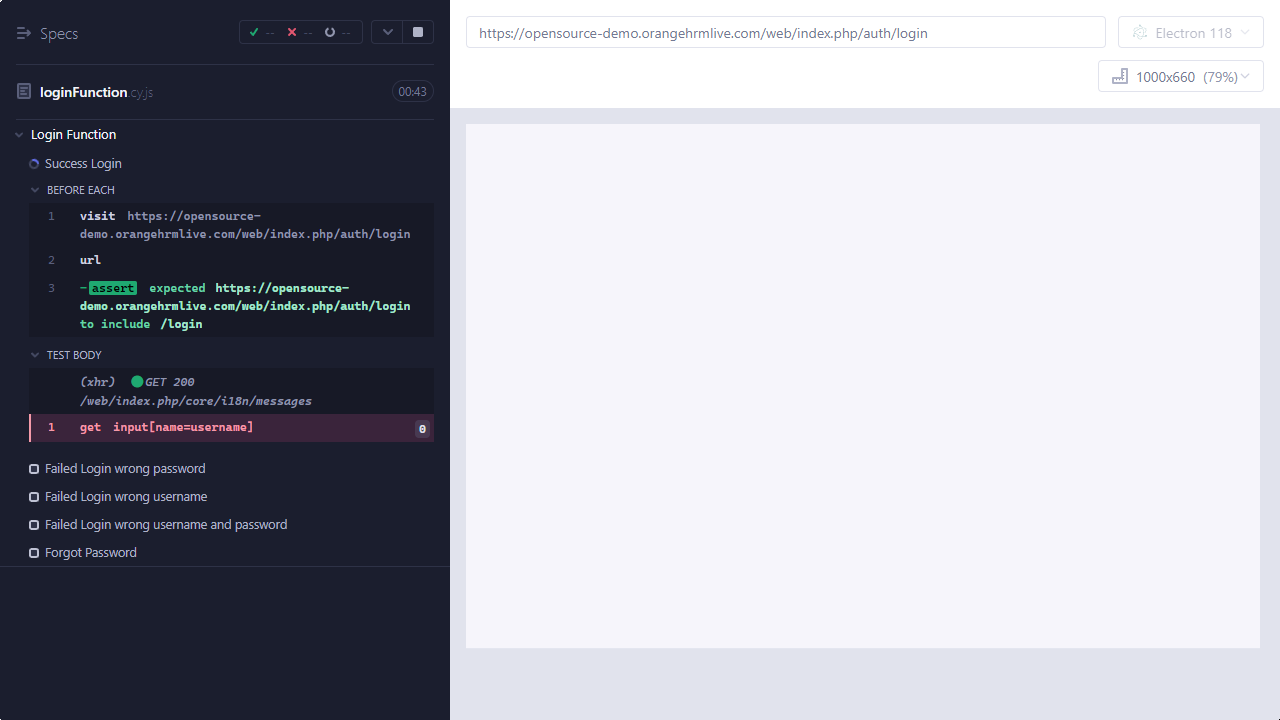 Specs
--
--
--
loginFunction.cy.js
00:43
Login Function
Success Login
BEFORE EACH
1 visit https://opensource-
demo.orangehrmlive.com/web/index.php/auth/login
2 url
3 -assert expected https://opensource-
demo.orangehrmlive.com/web/index.php/auth/login
to include /login
TEST BODY
(xhr) GET 200
/web/index.php/core/i18n/messages
1 get input[name=username] 0
Failed Login wrong password
Failed Login wrong username
Failed Login wrong username and password
Forgot Password
https://opensource-demo.orangehrmlive.com/web/index.php/auth/login
Electron 118
1000x660 (79%)